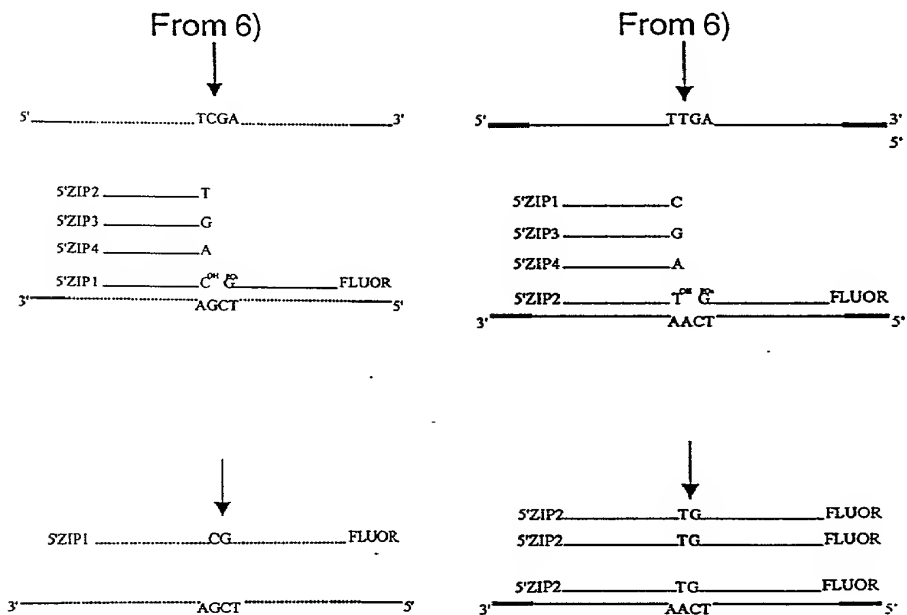 From 6)
5' TCGA 3'
5'ZIP2 T
5'ZIP3 G
5'ZIP4 A
5'ZIP1 C OH G PO₄ FLUOR
3' AGCT 5'
5'ZIP1 CG FLUOR
3' AGCT 5'
From 6)
5' TTGA 3'
5'
5'ZIP1 C
5'ZIP3 G
5'ZIP4 A
5'ZIP2 T OH G FLUOR
3' AACT 5'
5'ZIP2 TG FLUOR
5'ZIP2 TG FLUOR
5'ZIP2 TG FLUOR
3' AACT 5'